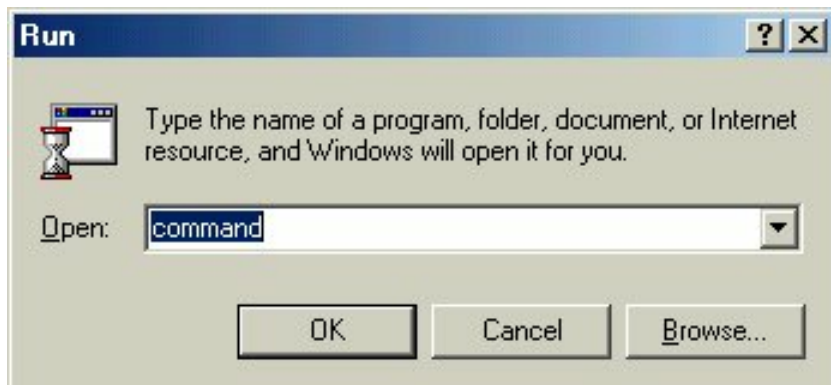 Run
Type the name of a program, folder, document, or Internet
resource, and Windows will open it for you.
Open: command
OK Cancel Browse...